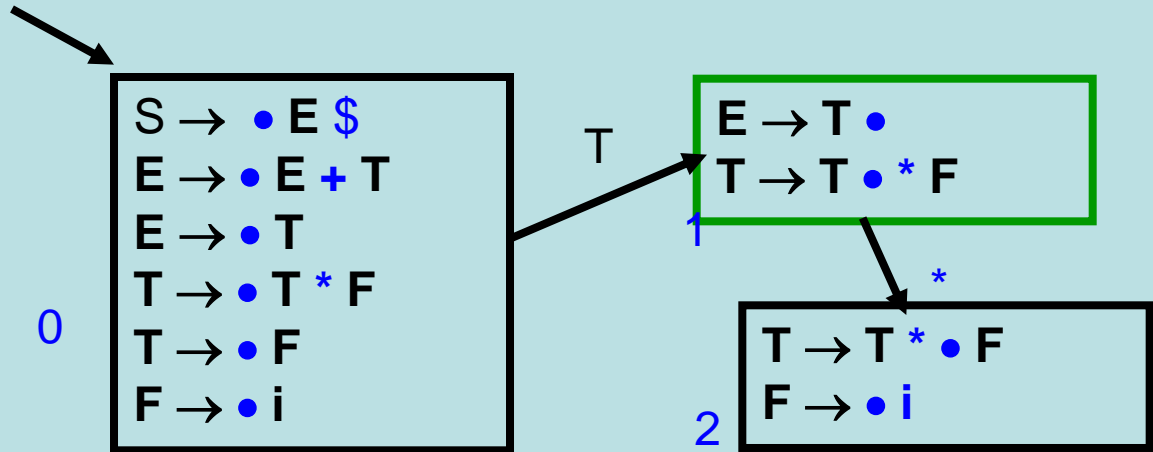 S → • E $
E → • E + T
E → • T
T → • T * F
T → • F
F → • i
0
T
E → T •
T → T • * F
1
*
T → T * • F
F → • i
2